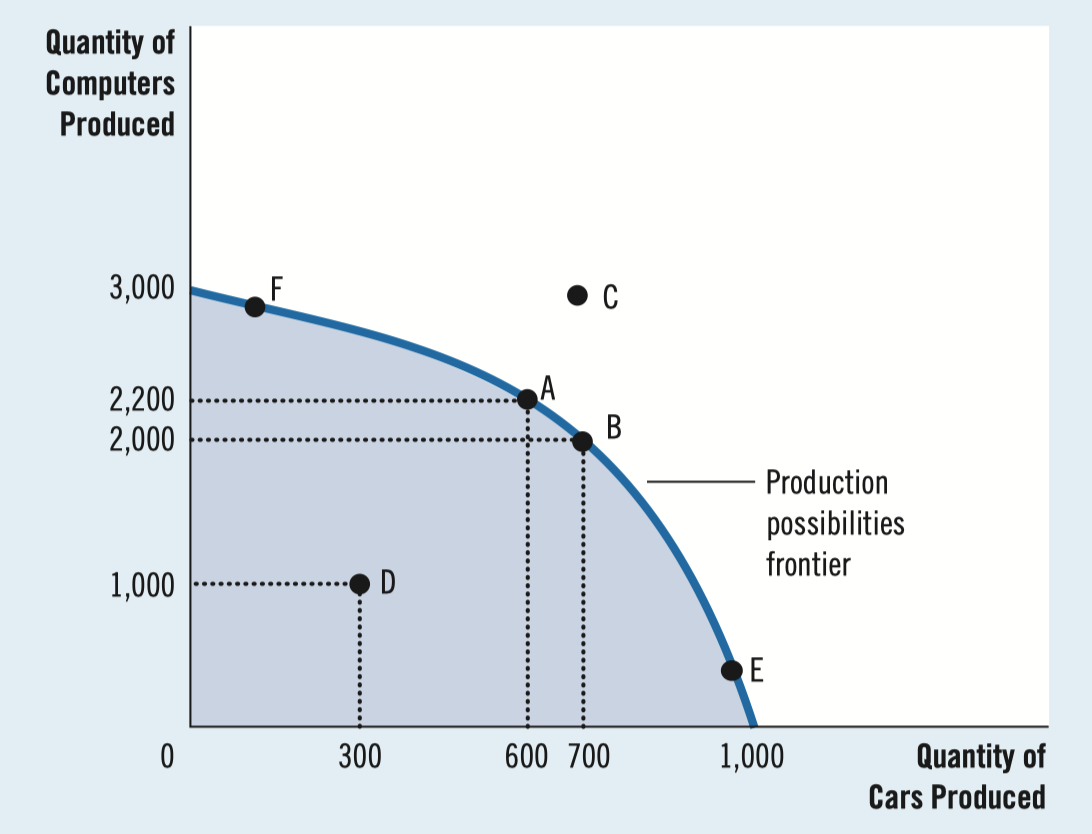 Quantity of
Computers
Produced
3,000
F
C
2,200
A
2,000
B
Production
possibilities
frontier
1,000
D
E
0
300
600
700
1,000
Quantity of
Cars Produced